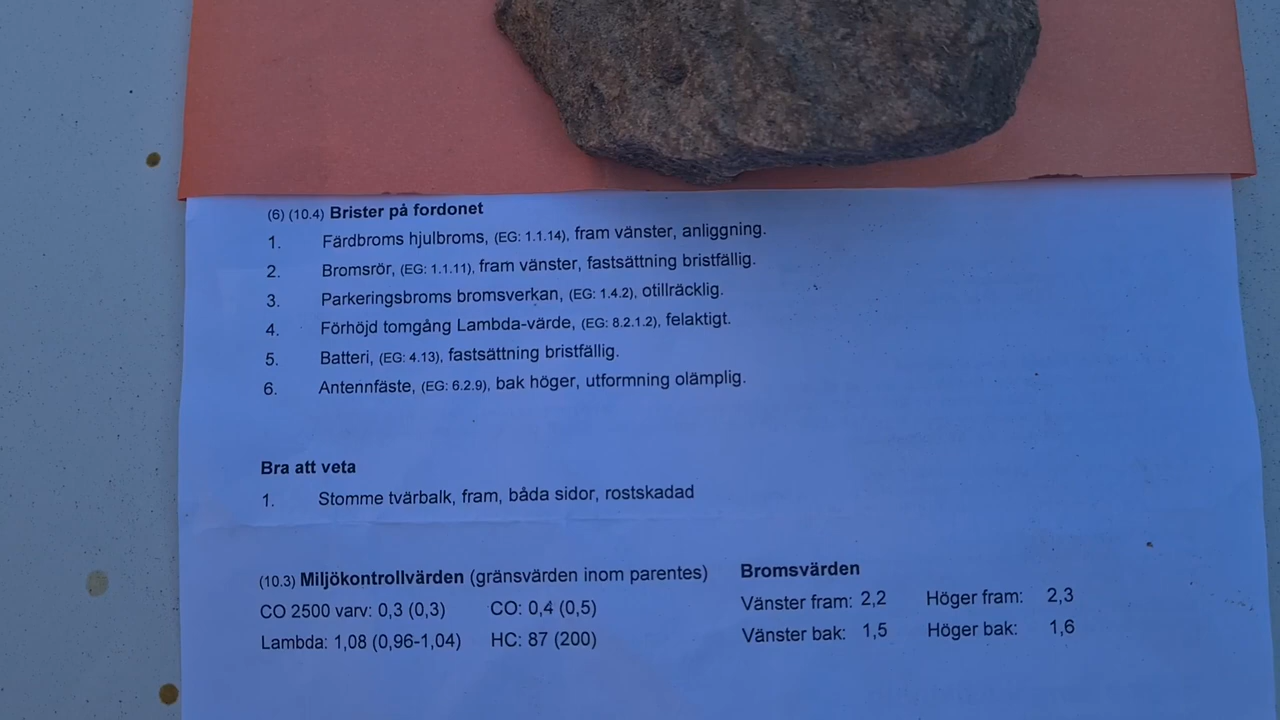 (6) (10.4) Brister på fordonet
1. Färdbroms hjulbroms, (EG: 1.1.14), fram vänster, anliggning.
2. Bromsrör, (EG: 1.1.11), fram vänster, fastsättning bristfällig.
3. Parkeringsbroms bromsverkan, (EG: 1.4.2), otillräcklig.
4. Förhöjd tomgång Lambda-värde, (EG: 8.2.1.2), felaktigt.
5. Batteri, (EG: 4.13), fastsättning bristfällig.
6. Antennfäste, (EG: 6.2.9), bak höger, utformning olämplig.
Bra att veta
1. Stomme tvärbalk, fram, båda sidor, rostskadad
(10.3) Miljökontrollvärden (gränsvärden inom parentes)
CO 2500 varv: 0,3 (0,3) CO: 0,4 (0,5)
Lambda: 1,08 (0,96-1,04) HC: 87 (200)
Bromsvärden
Vänster fram: 2,2 Höger fram: 2,3
Vänster bak: 1,5 Höger bak: 1,6